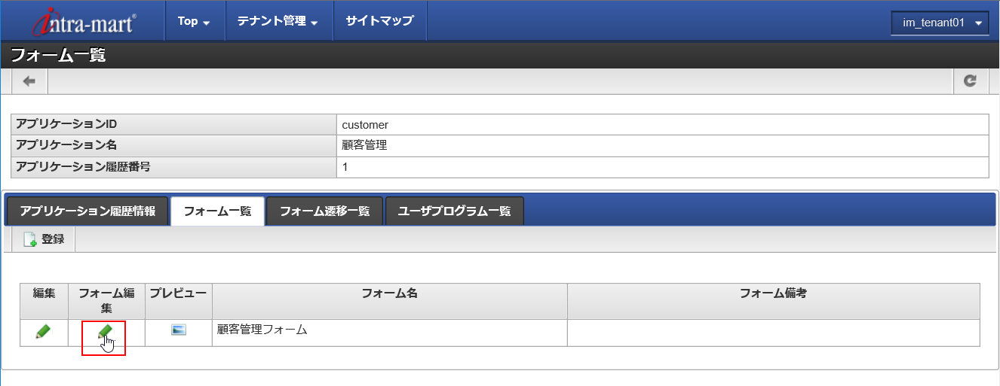 intra-mart Top テナント管理 サイトマップ im_tenant01
フォーム一覧
アプリケーションID customer
アプリケーション名 顧客管理
アプリケーション履歴番号 1
アプリケーション履歴情報 フォーム一覧 フォーム遷移一覧 ユーザプログラム一覧
登録
編集 フォーム編集 プレビュー フォーム名 フォーム備考
顧客管理フォーム